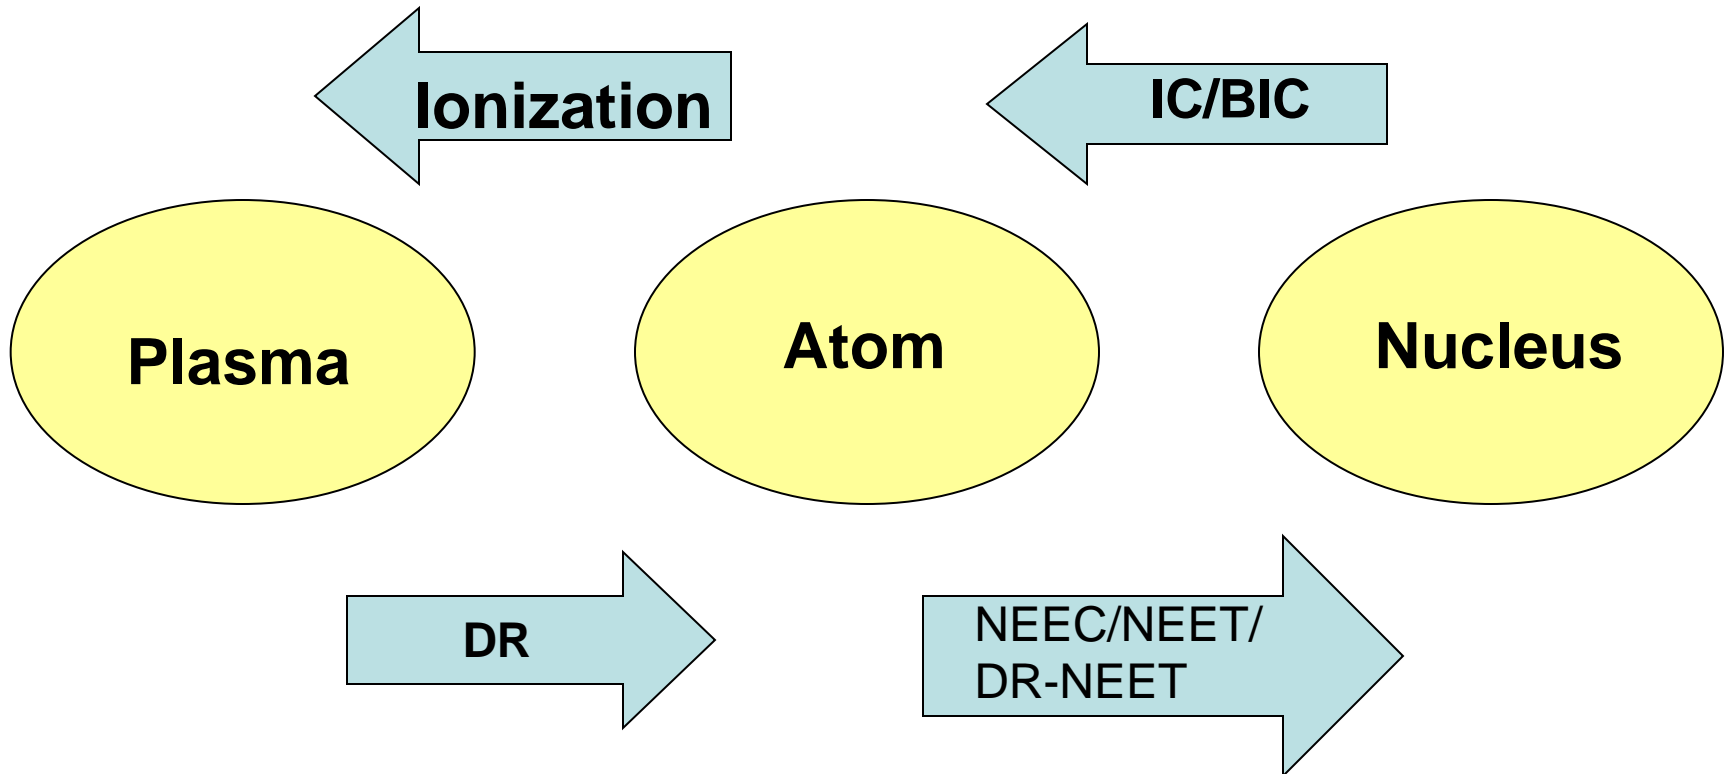 Ionization
IC/BIC
Plasma
Atom
Nucleus
DR
NEEC/NEET/
DR-NEET